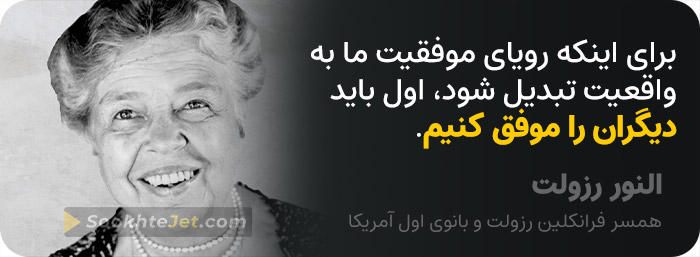 برای اینکه رویای موفقیت ما به
واقعیت تبدیل شود، اول باید
دیگران را موفق کنیم.
النور رزولت
همسر فرانکلین رزولت و بانوی اول آمریکا
SaakhteJet.com